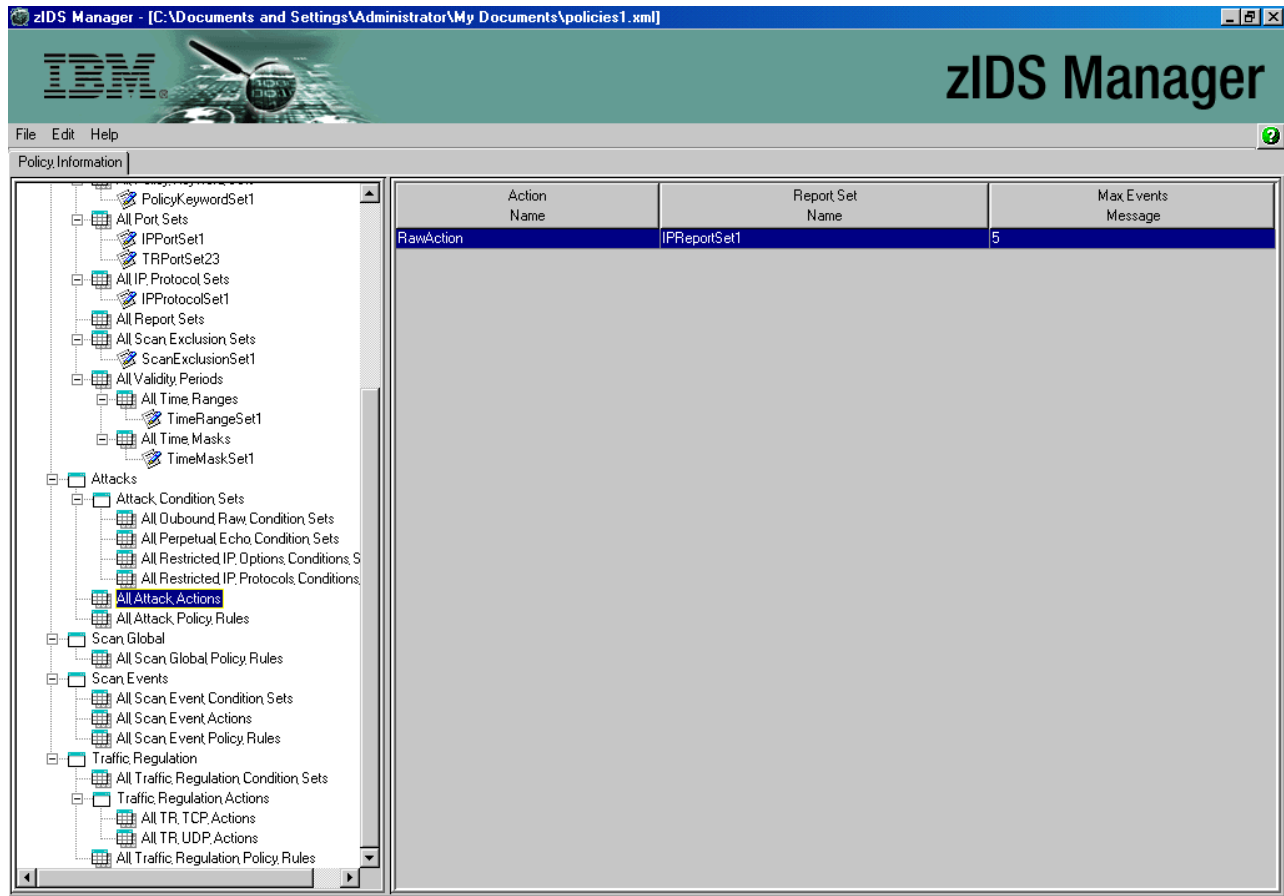 zIDS Manager - [C:\Documents and Settings\Administrator\My Documents\policies1.xml]
IBM®
zIDS Manager
File Edit Help
Policy Information
PolicyKeywordSet1
All Port Sets
IPPortSet1
TRPortSet23
All IP Protocol Sets
IPProtocolSet1
All Report Sets
All Scan Exclusion Sets
ScanExclusionSet1
All Validity Periods
All Time Ranges
TimeRangeSet1
All Time Masks
TimeMaskSet1
Attacks
Attack Condition Sets
All Oubound Raw Condition Sets
All Perpetual Echo Condition Sets
All Restricted IP Options Conditions S
All Restricted IP Protocols Conditions
All Attack Actions
All Attack Policy Rules
Scan Global
All Scan Global Policy Rules
Scan Events
All Scan Event Condition Sets
All Scan Event Actions
All Scan Event Policy Rules
Traffic Regulation
All Traffic Regulation Condition Sets
Traffic Regulation Actions
All TR TCP Actions
All TR UDP Actions
All Traffic Regulation Policy Rules
Action Name Report Set Name Max Events Message
RawAction IPReportSet1 5